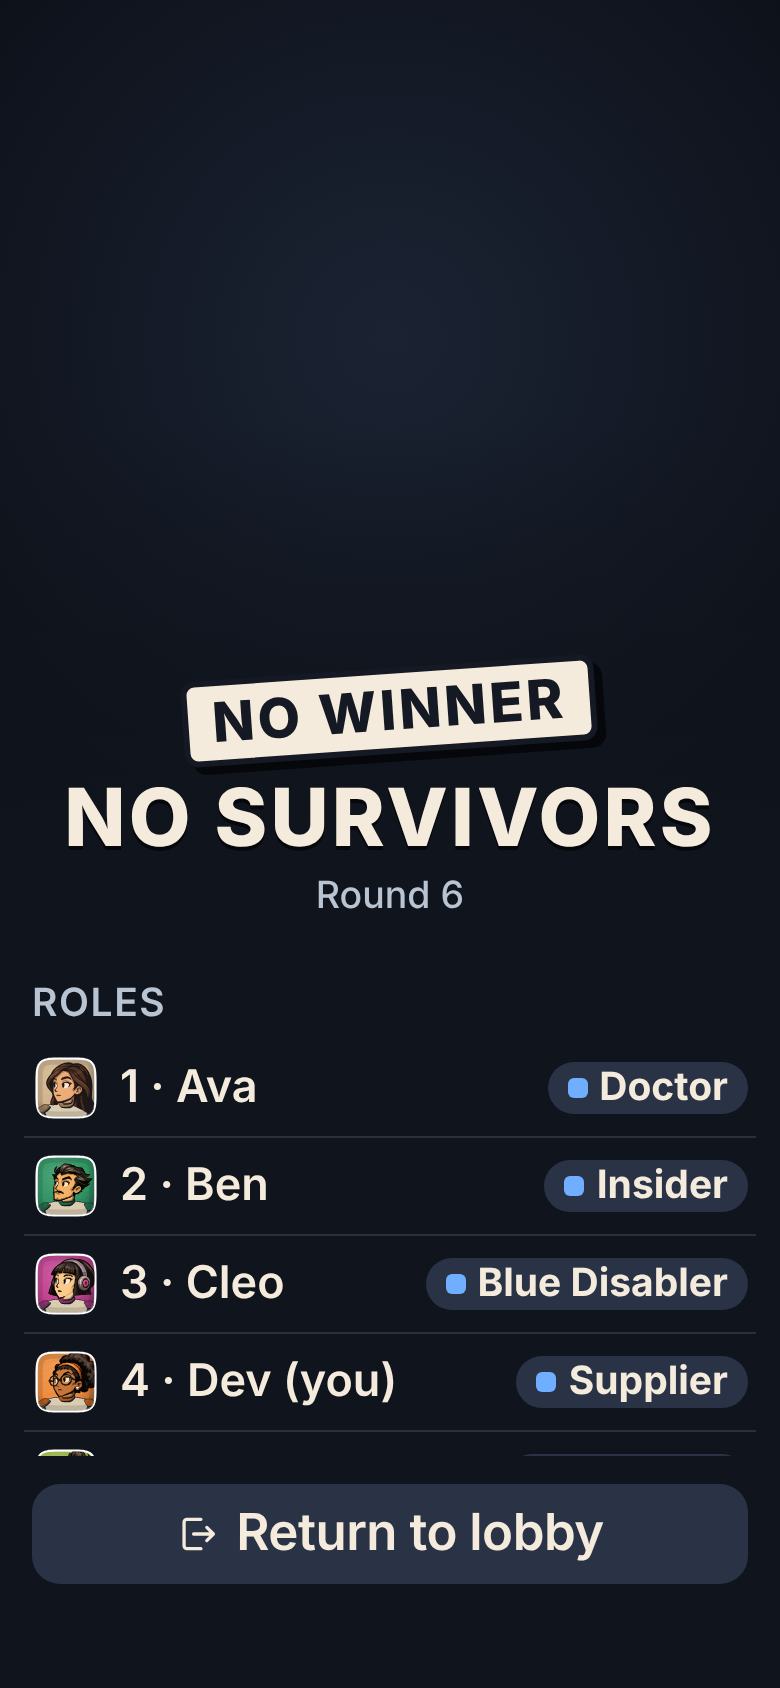 NO WINNER
NO SURVIVORS
Round 6
ROLES
1 · Ava Doctor
2 · Ben Insider
3 · Cleo Blue Disabler
4 · Dev (you) Supplier
Return to lobby